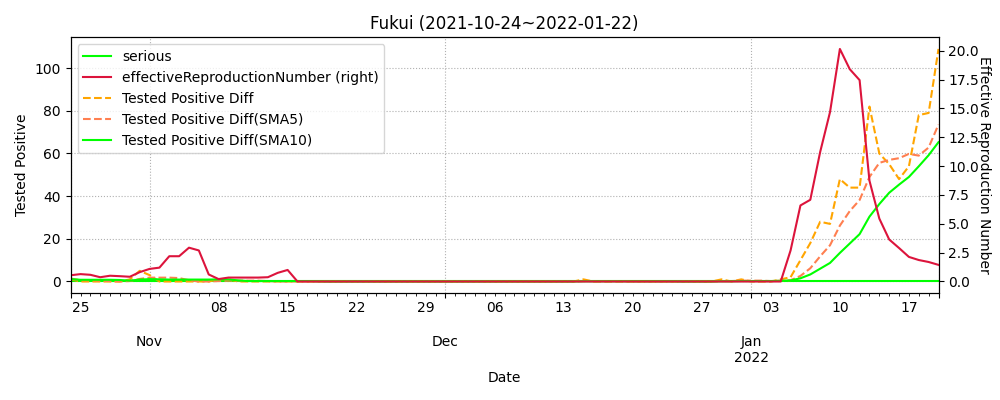 Fukui (2021-10-24~2022-01-22)
serious
effectiveReproductionNumber (right)
Tested Positive Diff
Tested Positive Diff(SMA5)
Tested Positive Diff(SMA10)
Tested Positive
100
80
60
40
20
0
20.0
17.5
15.0
12.5
10.0
7.5
5.0
2.5
0.0
Effective Reproduction Number
25 08 15 22 29 06 13 20 27 03 10 17
Nov Dec Jan
2022
Date